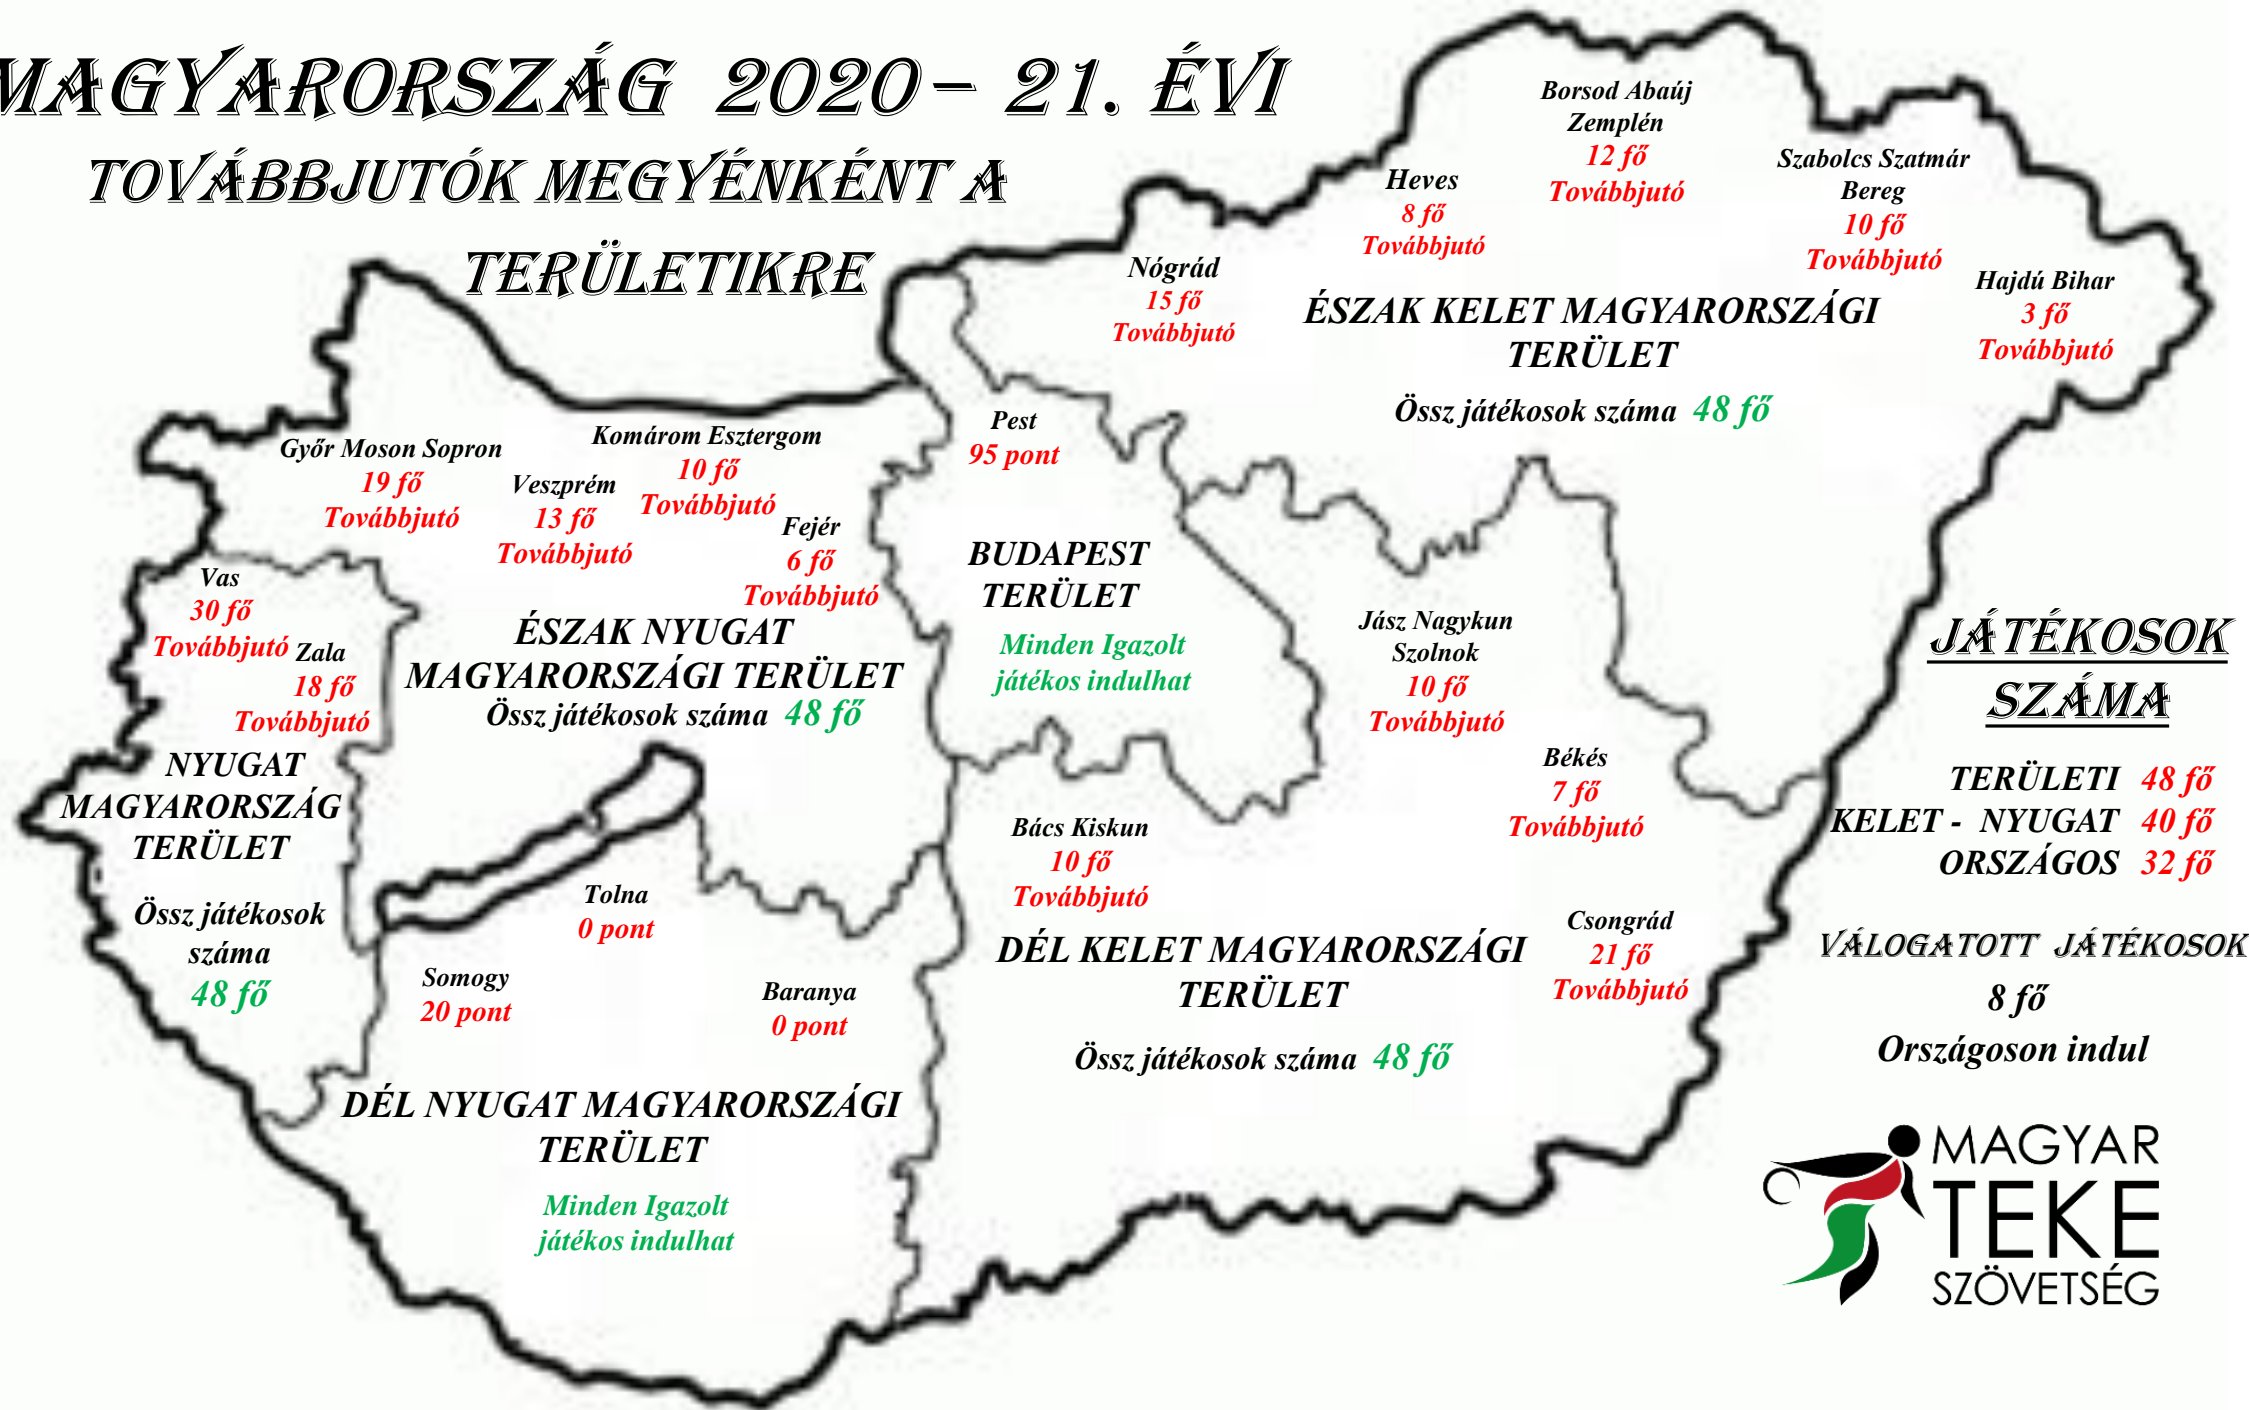 MAGYARORSZÁG 2020 – 21. ÉVI
TOVÁBBJUTÓK MEGYÉNKÉNT A
TERÜLETIKRE
Borsod Abaúj
Zemplén
12 fő
Továbbjutó
Szabolcs Szatmár
Bereg
10 fő
Továbbjutó
Heves
8 fő
Továbbjutó
Nógrád
15 fő
Továbbjutó
Hajdú Bihar
3 fő
Továbbjutó
ÉSZAK KELET MAGYARORSZÁGI
TERÜLET
Össz játékosok száma 48 fő
Győr Moson Sopron
19 fő
Továbbjutó
Veszprém
13 fő
Továbbjutó
Komárom Esztergom
10 fő
Továbbjutó
Fejér
6 fő
Továbbjutó
ÉSZAK NYUGAT
MAGYARORSZÁGI TERÜLET
Össz játékosok száma 48 fő
Pest
95 pont
BUDAPEST
TERÜLET
Minden Igazolt
játékos indulhat
Vas
30 fő
Továbbjutó
Zala
18 fő
Továbbjutó
NYUGAT
MAGYARORSZÁG
TERÜLET
Össz játékosok
száma
48 fő
Jász Nagykun
Szolnok
10 fő
Továbbjutó
Békés
7 fő
Továbbjutó
Bács Kiskun
10 fő
Továbbjutó
Csongrád
21 fő
Továbbjutó
DÉL KELET MAGYARORSZÁGI
TERÜLET
Össz játékosok száma 48 fő
Tolna
0 pont
Somogy
20 pont
Baranya
0 pont
DÉL NYUGAT MAGYARORSZÁGI
TERÜLET
Minden Igazolt
játékos indulhat
JÁTÉKOSOK
SZÁMA
TERÜLETI 48 fő
KELET - NYUGAT 40 fő
ORSZÁGOS 32 fő
VÁLOGATOTT JÁTÉKOSOK
8 fő
Országoson indul
MAGYAR
TEKE
SZÖVETSÉG